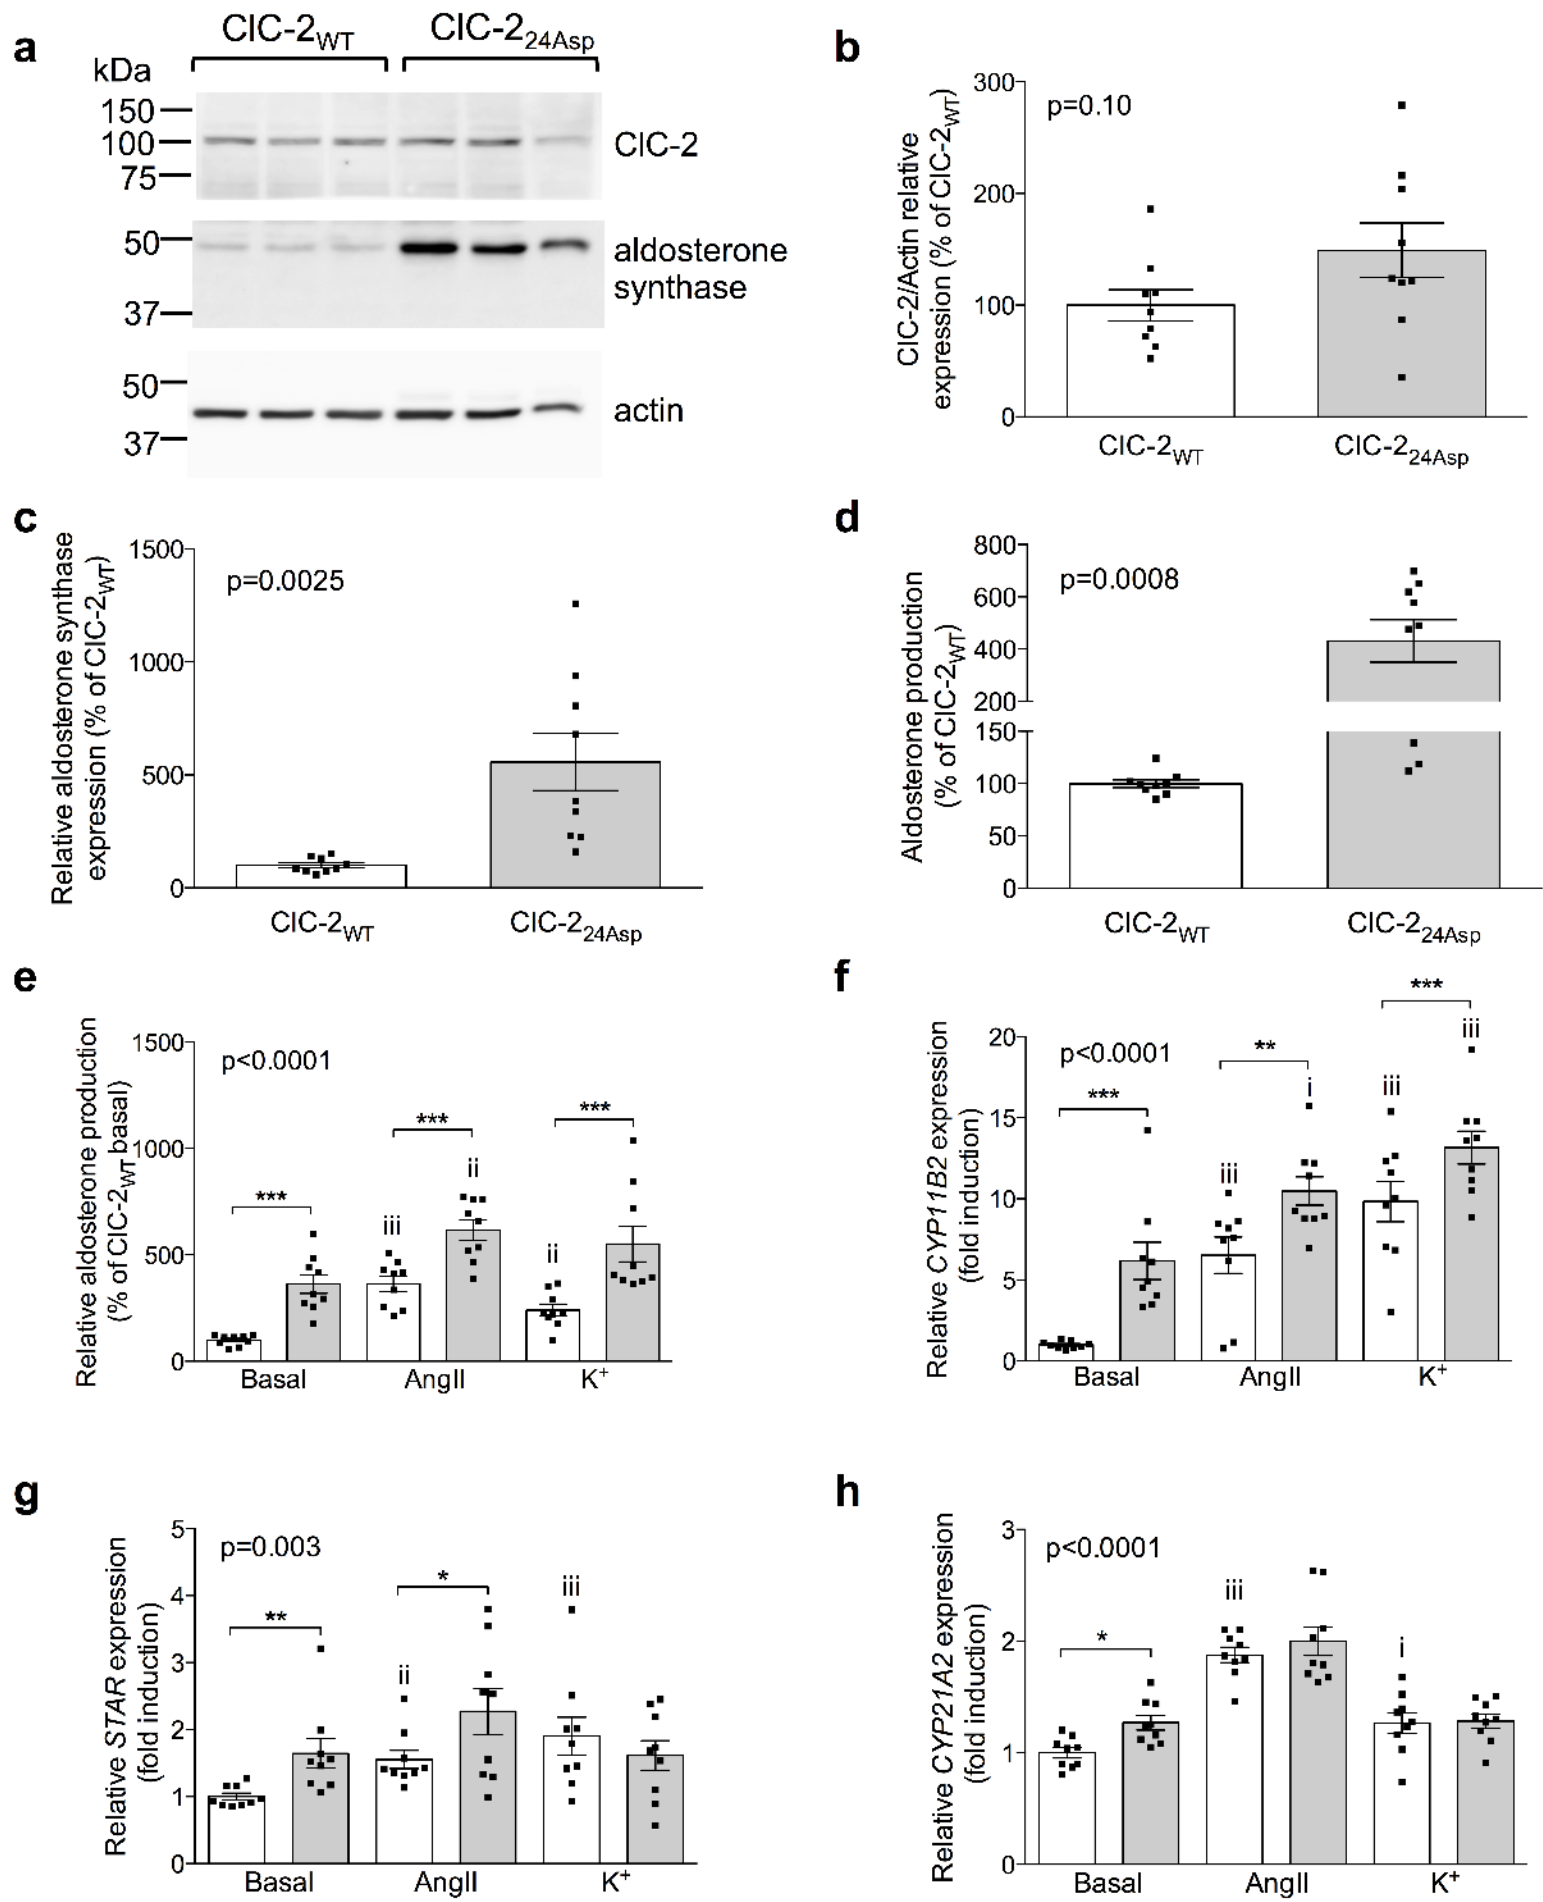 a
ClC-2WT
ClC-224Asp
kDa
150
100
75
ClC-2
50
37
aldosterone
synthase
50
37
actin
b
ClC-2/Actin relative
expression (% of ClC-2WT)
300
200
100
0
p=0.10
ClC-2WT
ClC-224Asp
c
Relative aldosterone synthase
expression (% of ClC-2WT)
1500
1000
500
0
p=0.0025
ClC-2WT
ClC-224Asp
d
Aldosterone production
(% of ClC-2WT)
800
600
400
200
150
100
50
0
p=0.0008
ClC-2WT
ClC-224Asp
e
Relative aldosterone production
(% of ClC-2WT basal)
1500
1000
500
0
p<0.0001
***
***
***
iii
ii
ii
Basal
AngII
K+
f
Relative CYP11B2 expression
(fold induction)
20
15
10
5
0
p<0.0001
***
**
***
iii
i
iii
iii
Basal
AngII
K+
g
Relative STAR expression
(fold induction)
5
4
3
2
1
0
p=0.003
**
*
ii
iii
Basal
AngII
K+
h
Relative CYP21A2 expression
(fold induction)
3
2
1
0
p<0.0001
*
iii
i
Basal
AngII
K+